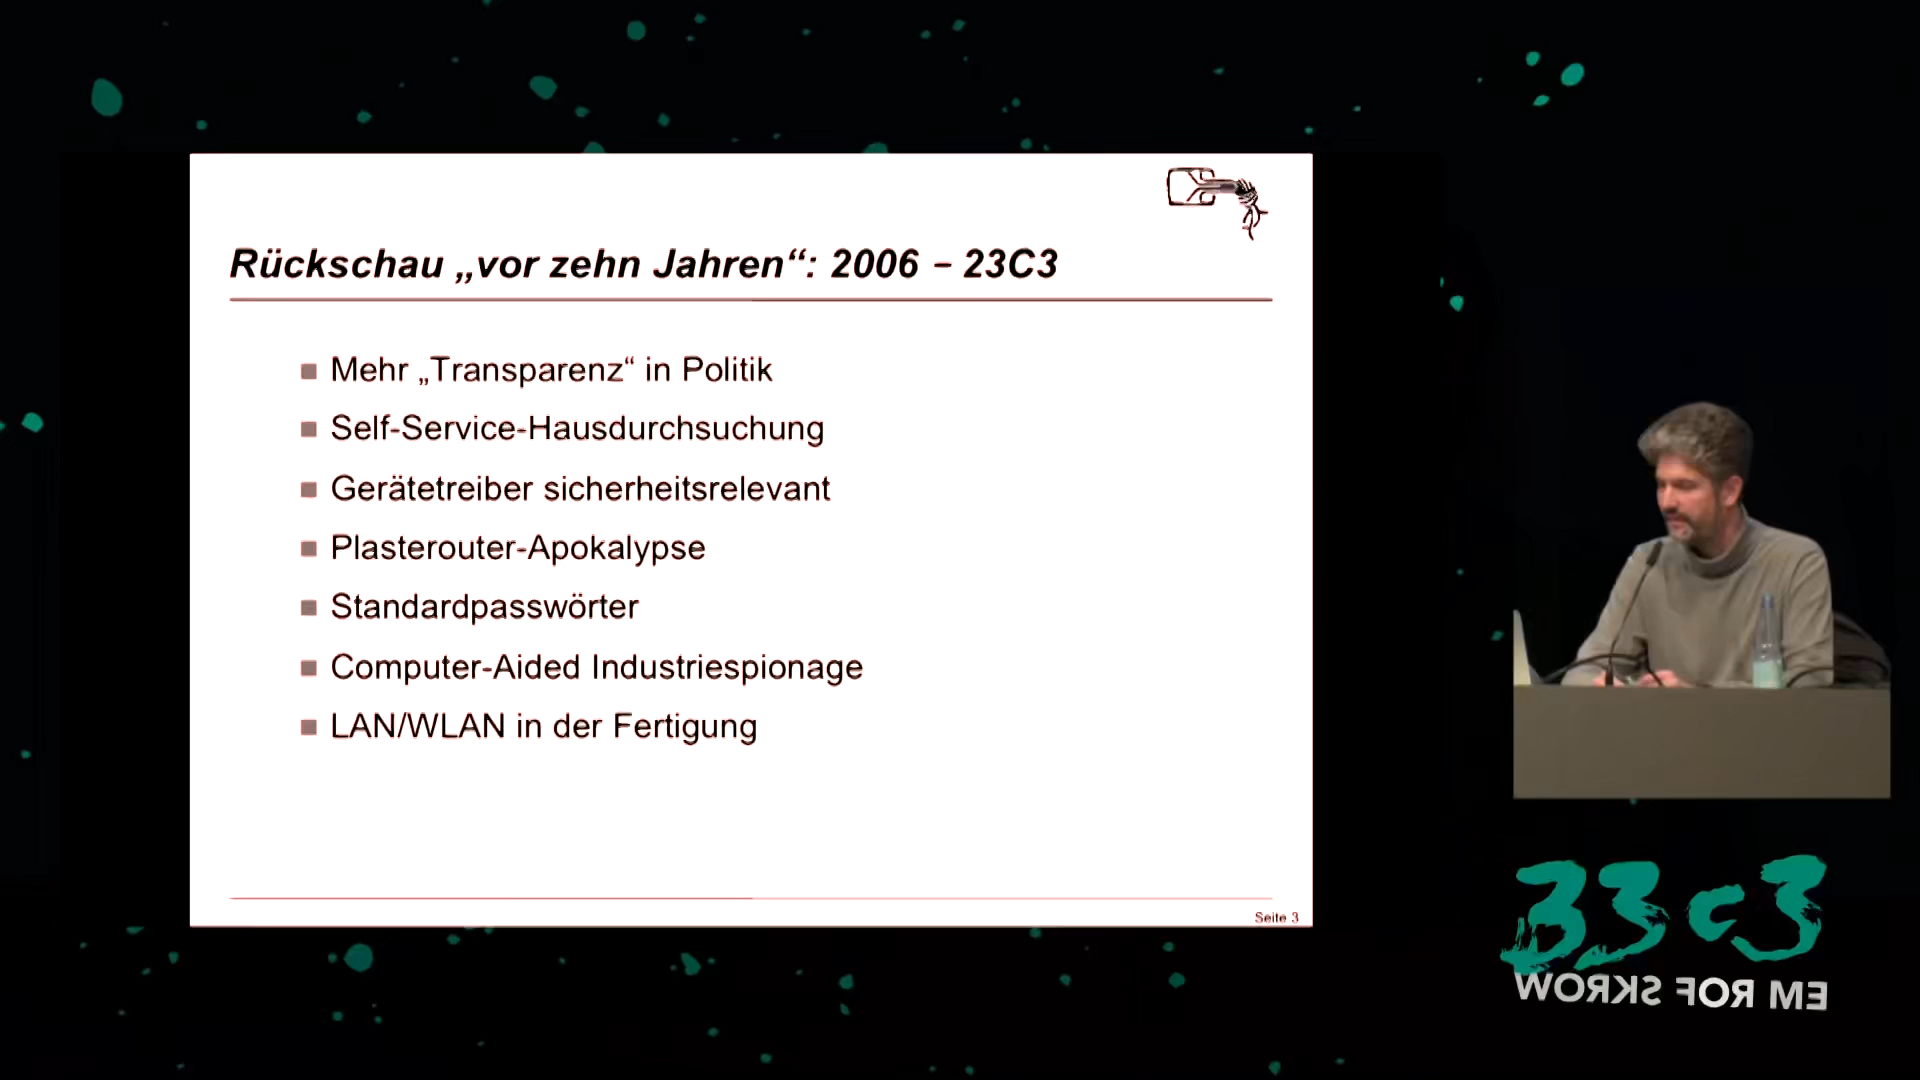 Rückschau „vor zehn Jahren“: 2006 – 23C3
Mehr „Transparenz“ in Politik
Self-Service-Hausdurchsuchung
Gerätetreiber sicherheitsrelevant
Plasterouter-Apokalypse
Standardpasswörter
Computer-Aided Industriespionage
LAN/WLAN in der Fertigung
Seite 3
33c3
WORKS FOR ME